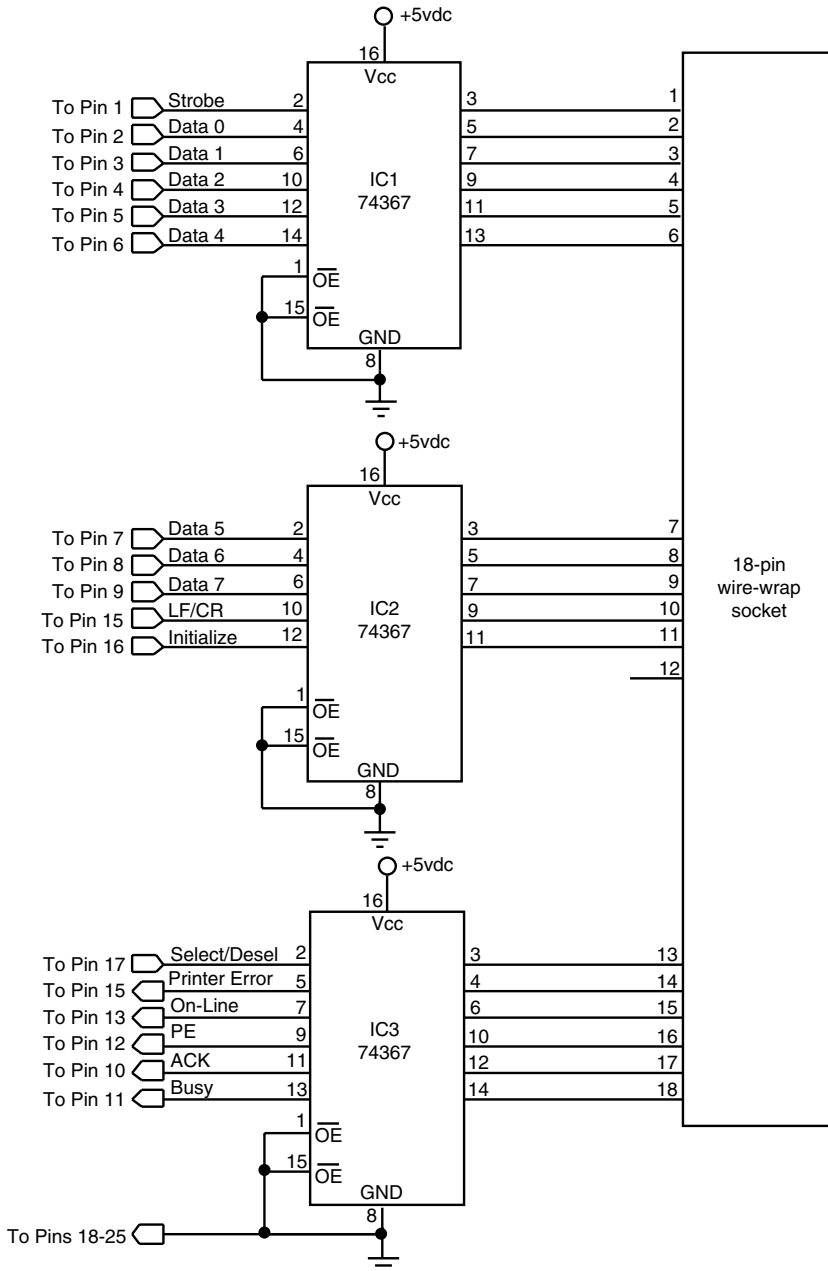 +5vdc
16
Vcc
To Pin 1 Strobe 2 3 1
To Pin 2 Data 0 4 5 2
To Pin 3 Data 1 6 7 3
To Pin 4 Data 2 10 9 4
To Pin 5 Data 3 12 11 5
To Pin 6 Data 4 14 13 6
IC1
74367
1 OE
15 OE
GND
8
+5vdc
16
Vcc
To Pin 7 Data 5 2 3 7
To Pin 8 Data 6 4 5 8
To Pin 9 Data 7 6 7 9
To Pin 15 LF/CR 10 9 10
To Pin 16 Initialize 12 11 11
12
IC2
74367
18-pin
wire-wrap
socket
1 OE
15 OE
GND
8
+5vdc
16
Vcc
To Pin 17 Select/Desel 2 3 13
To Pin 15 Printer Error 5 4 14
To Pin 13 On-Line 7 6 15
To Pin 12 PE 9 10 16
To Pin 10 ACK 11 12 17
To Pin 11 Busy 13 14 18
IC3
74367
1 OE
15 OE
GND
8
To Pins 18-25